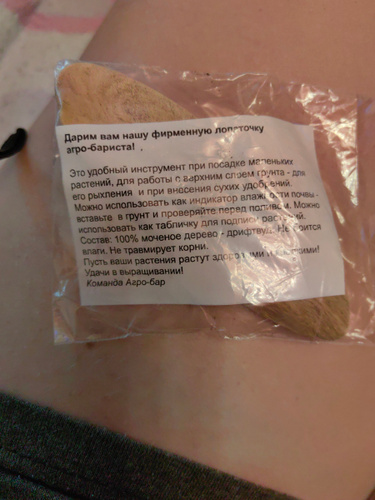 Дарим вам нашу фирменную лопаточку
агро-бариста!
Это удобный инструмент при посадке маленьких
растений, для работы с верхним слоем грунта - для
его рыхления и при внесения сухих удобрений.
Можно использовать как индикатор влажности почвы -
вставьте в грунт и проверяйте перед поливом. Можно
использовать как табличку для подписи растений.
Состав: 100% моченое дерево - дрифтвуд. Не боится
влаги. Не травмирует корни.
Пусть ваши растения растут здоровыми и
Удачи в выращивании!
Команда Агро-бар